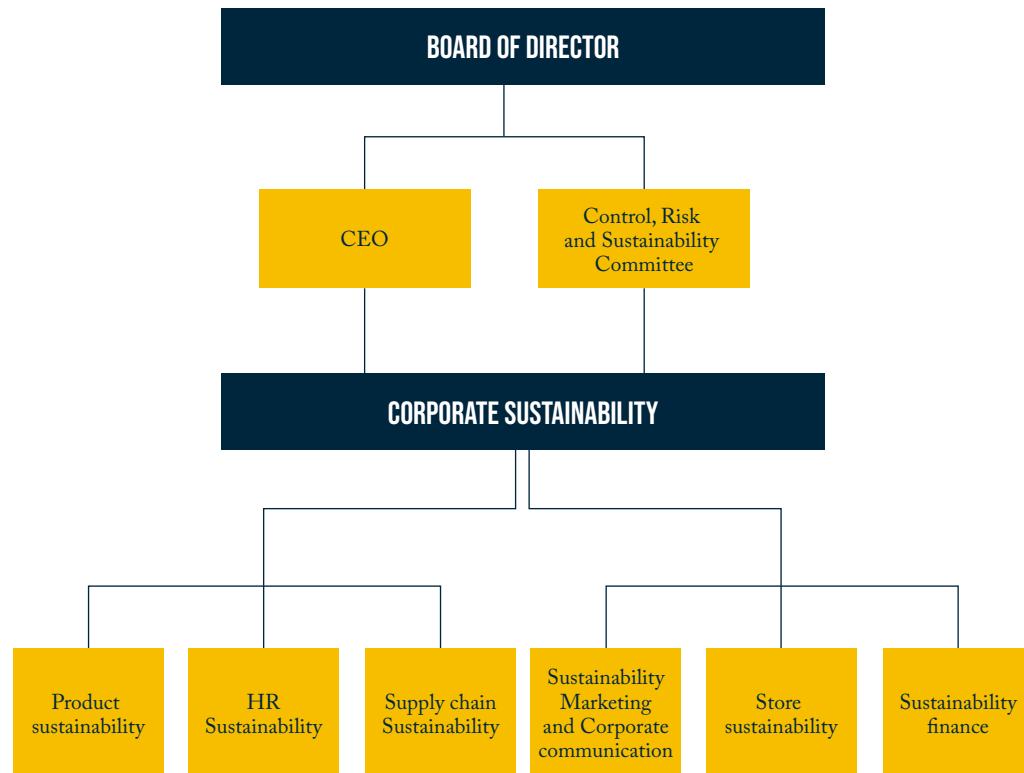 BOARD OF DIRECTOR
CEO
Control, Risk
and Sustainability
Committee
CORPORATE SUSTAINABILITY
Product
sustainability
HR
Sustainability
Supply chain
Sustainability
Sustainability
Marketing
and Corporate
communication
Store
sustainability
Sustainability
finance